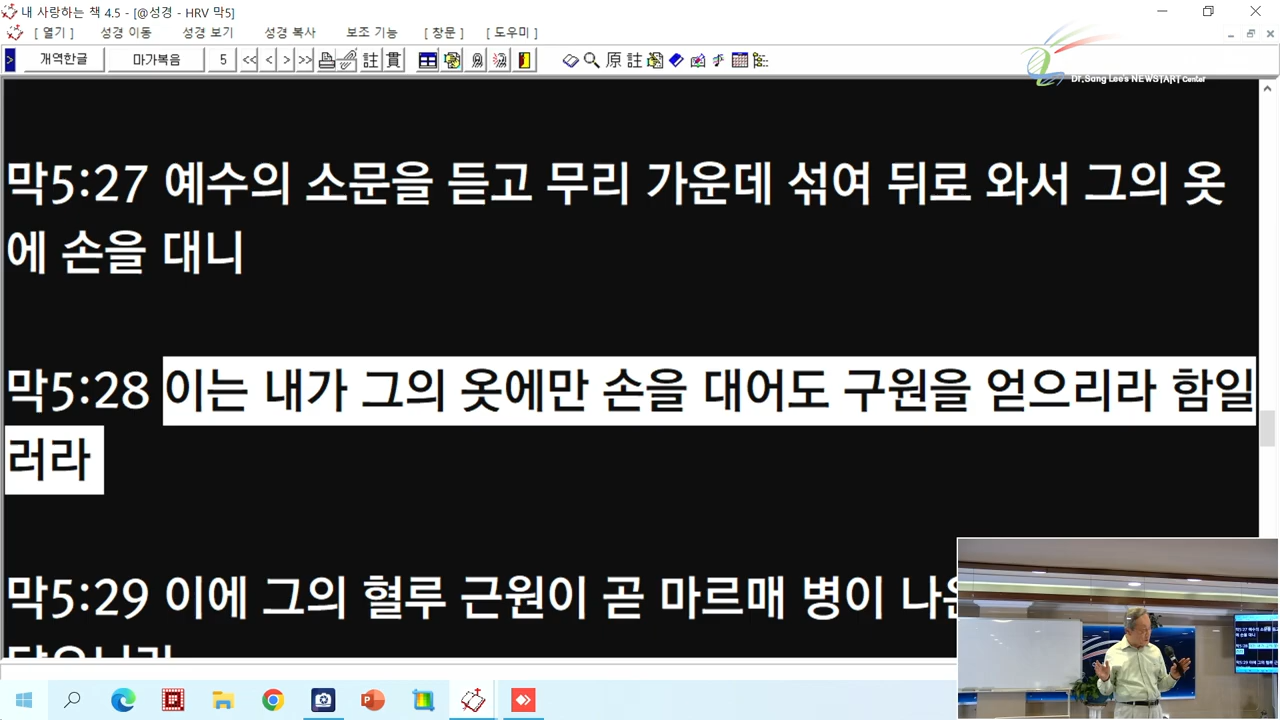 내 사랑하는 책 4.5 - [@성경 - HRV 막5]
[ 열기 ] 성경 이동 성경 보기 성경 복사 보조 기능 [ 창문 ] [ 도우미 ]
개역한글 마가복음 5 << < > >> 註 貫 原 註
Dr.Sang Lee's NEWSTART Center
막5:27 예수의 소문을 듣고 무리 가운데 섞여 뒤로 와서 그의 옷
에 손을 대니
막5:28 이는 내가 그의 옷에만 손을 대어도 구원을 얻으리라 함일
러라
막5:29 이에 그의 혈루 근원이 곧 마르매 병이